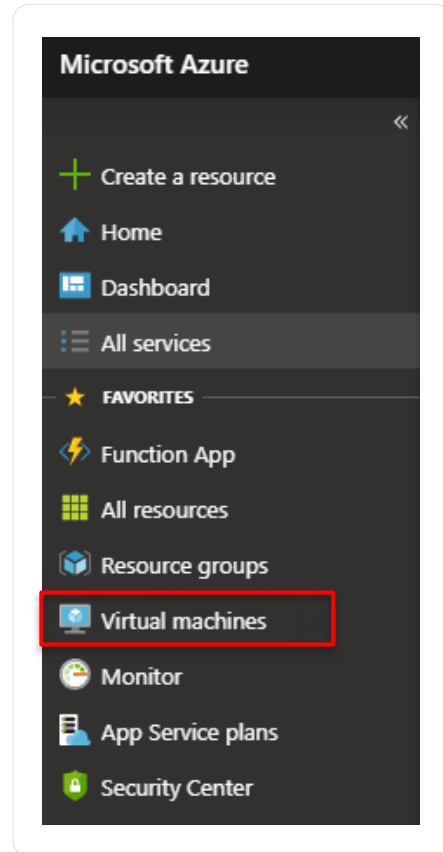 Microsoft Azure
«
Create a resource
Home
Dashboard
All services
FAVORITES
Function App
All resources
Resource groups
Virtual machines
Monitor
App Service plans
Security Center